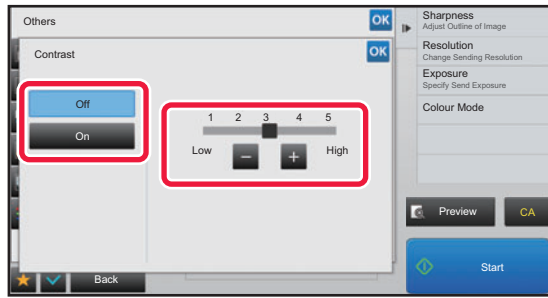 Others
OK
Contrast
OK
Off
On
1 2 3 4 5
Low
−
+
High
Back
Sharpness
Adjust Outline of Image
Resolution
Change Sending Resolution
Exposure
Specify Send Exposure
Colour Mode
Preview
CA
Start